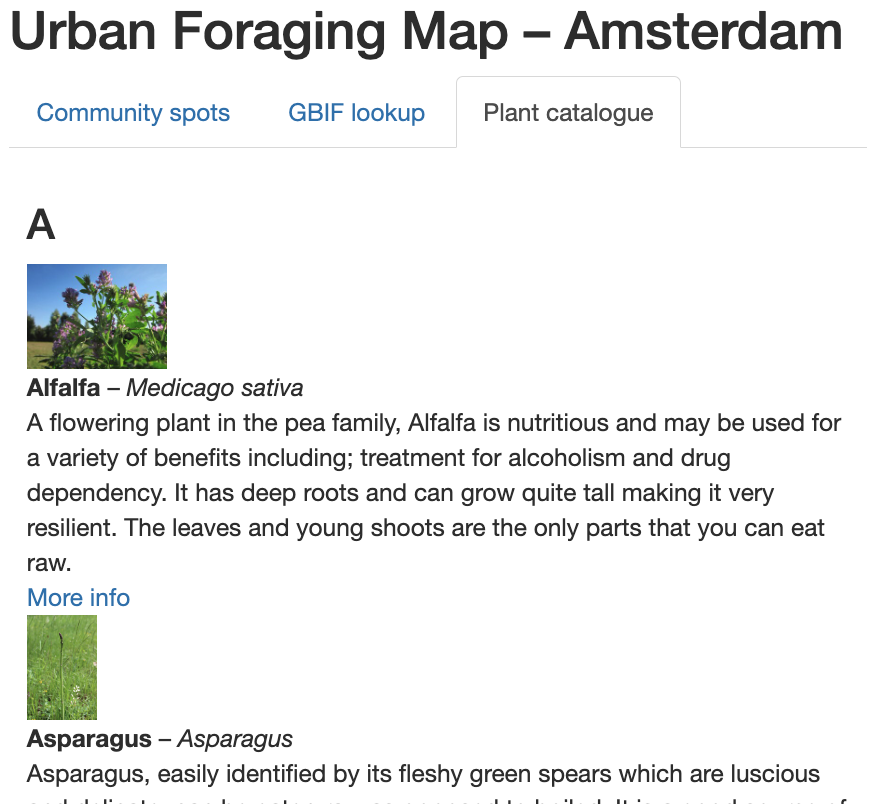 Urban Foraging Map – Amsterdam
Community spots
GBIF lookup
Plant catalogue
A
Alfalfa – Medicago sativa
A flowering plant in the pea family, Alfalfa is nutritious and may be used for
a variety of benefits including; treatment for alcoholism and drug
dependency. It has deep roots and can grow quite tall making it very
resilient. The leaves and young shoots are the only parts that you can eat
raw.
More info
Asparagus – Asparagus
Asparagus, easily identified by its fleshy green spears which are luscious